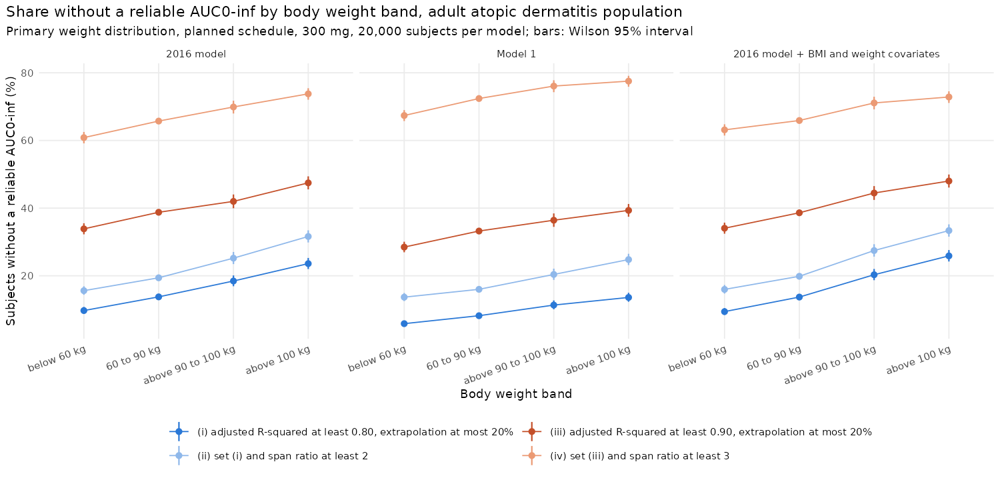 Share without a reliable AUC0-inf by body weight band, adult atopic dermatitis population
Primary weight distribution, planned schedule, 300 mg, 20,000 subjects per model; bars: Wilson 95% interval
2016 model
Model 1
2016 model + BMI and weight covariates
Subjects without a reliable AUC0-inf (%)
80
60
40
20
below 60 kg
60 to 90 kg
above 90 to 100 kg
above 100 kg
below 60 kg
60 to 90 kg
above 90 to 100 kg
above 100 kg
below 60 kg
60 to 90 kg
above 90 to 100 kg
above 100 kg
Body weight band
(i) adjusted R-squared at least 0.80, extrapolation at most 20%
(iii) adjusted R-squared at least 0.90, extrapolation at most 20%
(ii) set (i) and span ratio at least 2
(iv) set (iii) and span ratio at least 3